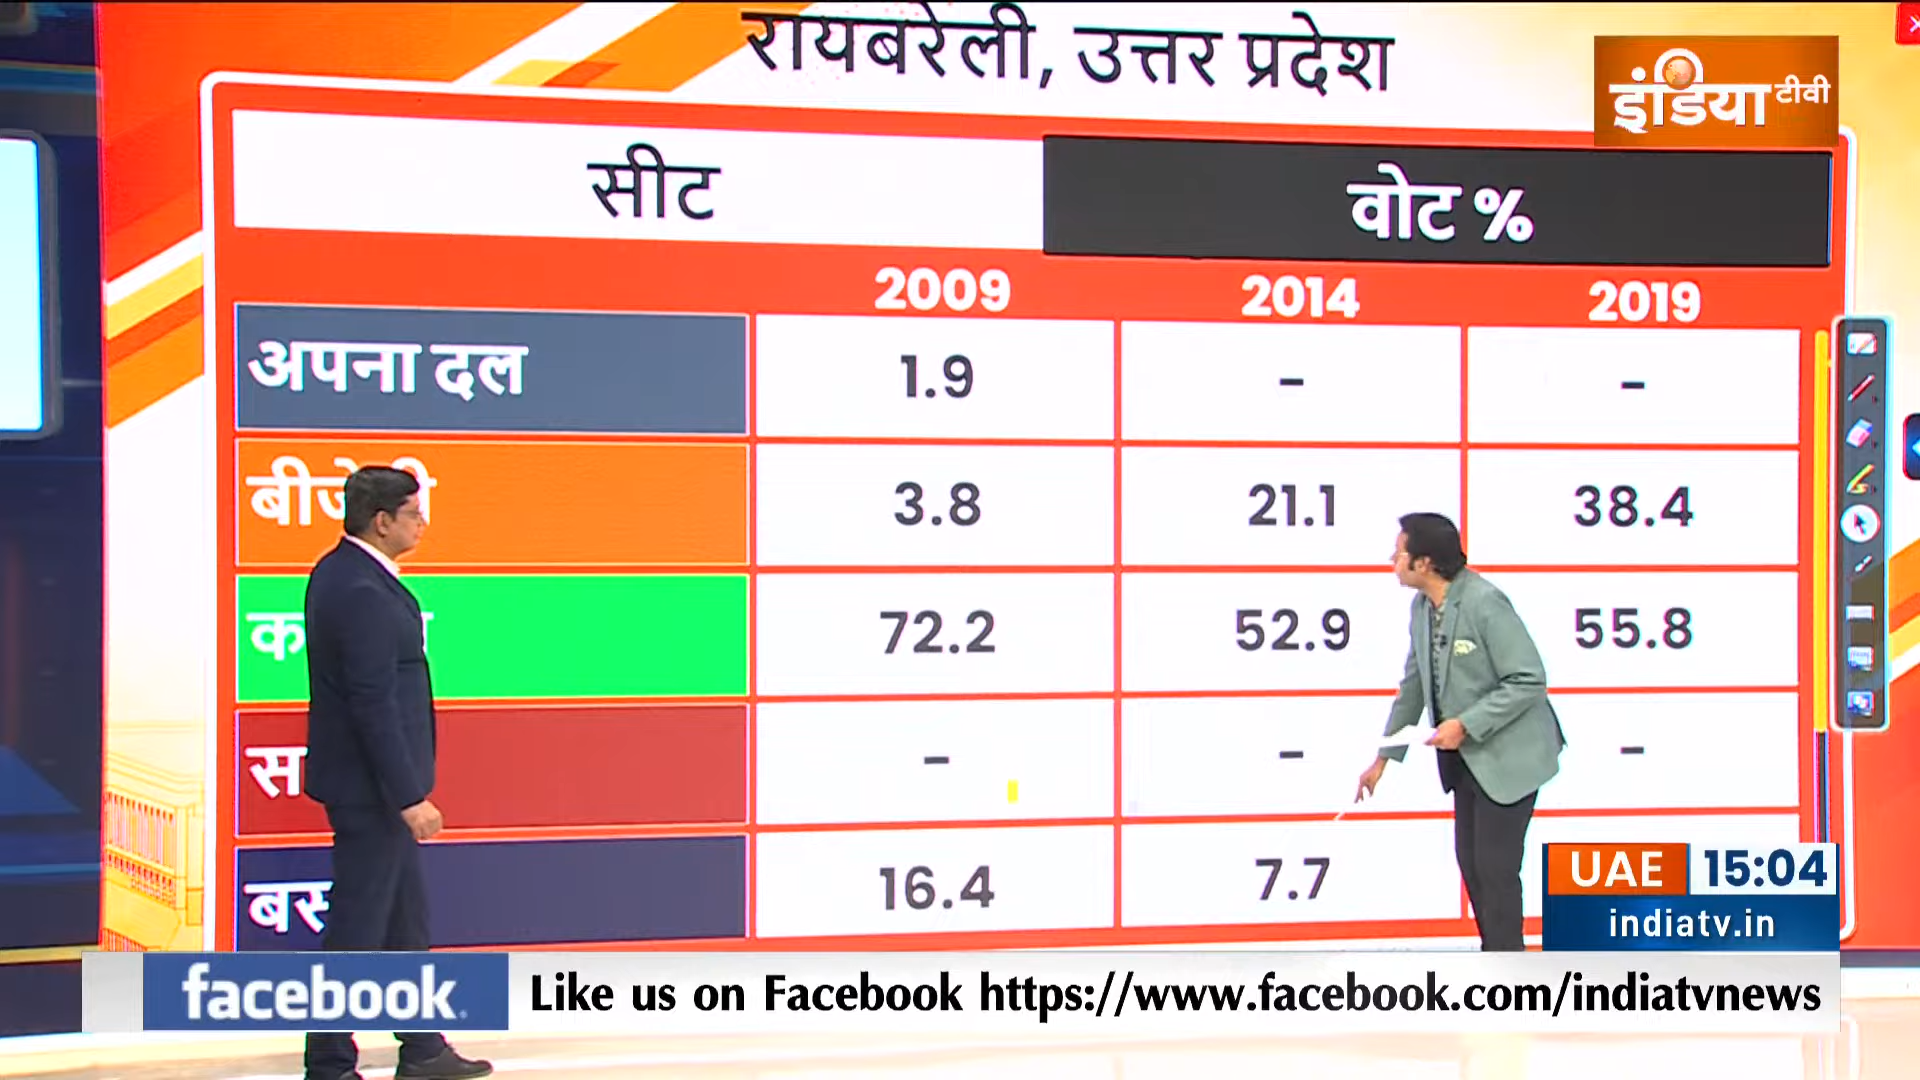 रायबरेली, उत्तर प्रदेश
इंडिया टीवी
सीट वोट %
2009 2014 2019
अपना दल 1.9 - -
3.8 21.1 38.4
72.2 52.9 55.8
- - -
16.4 7.7
UAE 15:04
indiatv.in
facebook Like us on Facebook https://www.facebook.com/indiatvnews